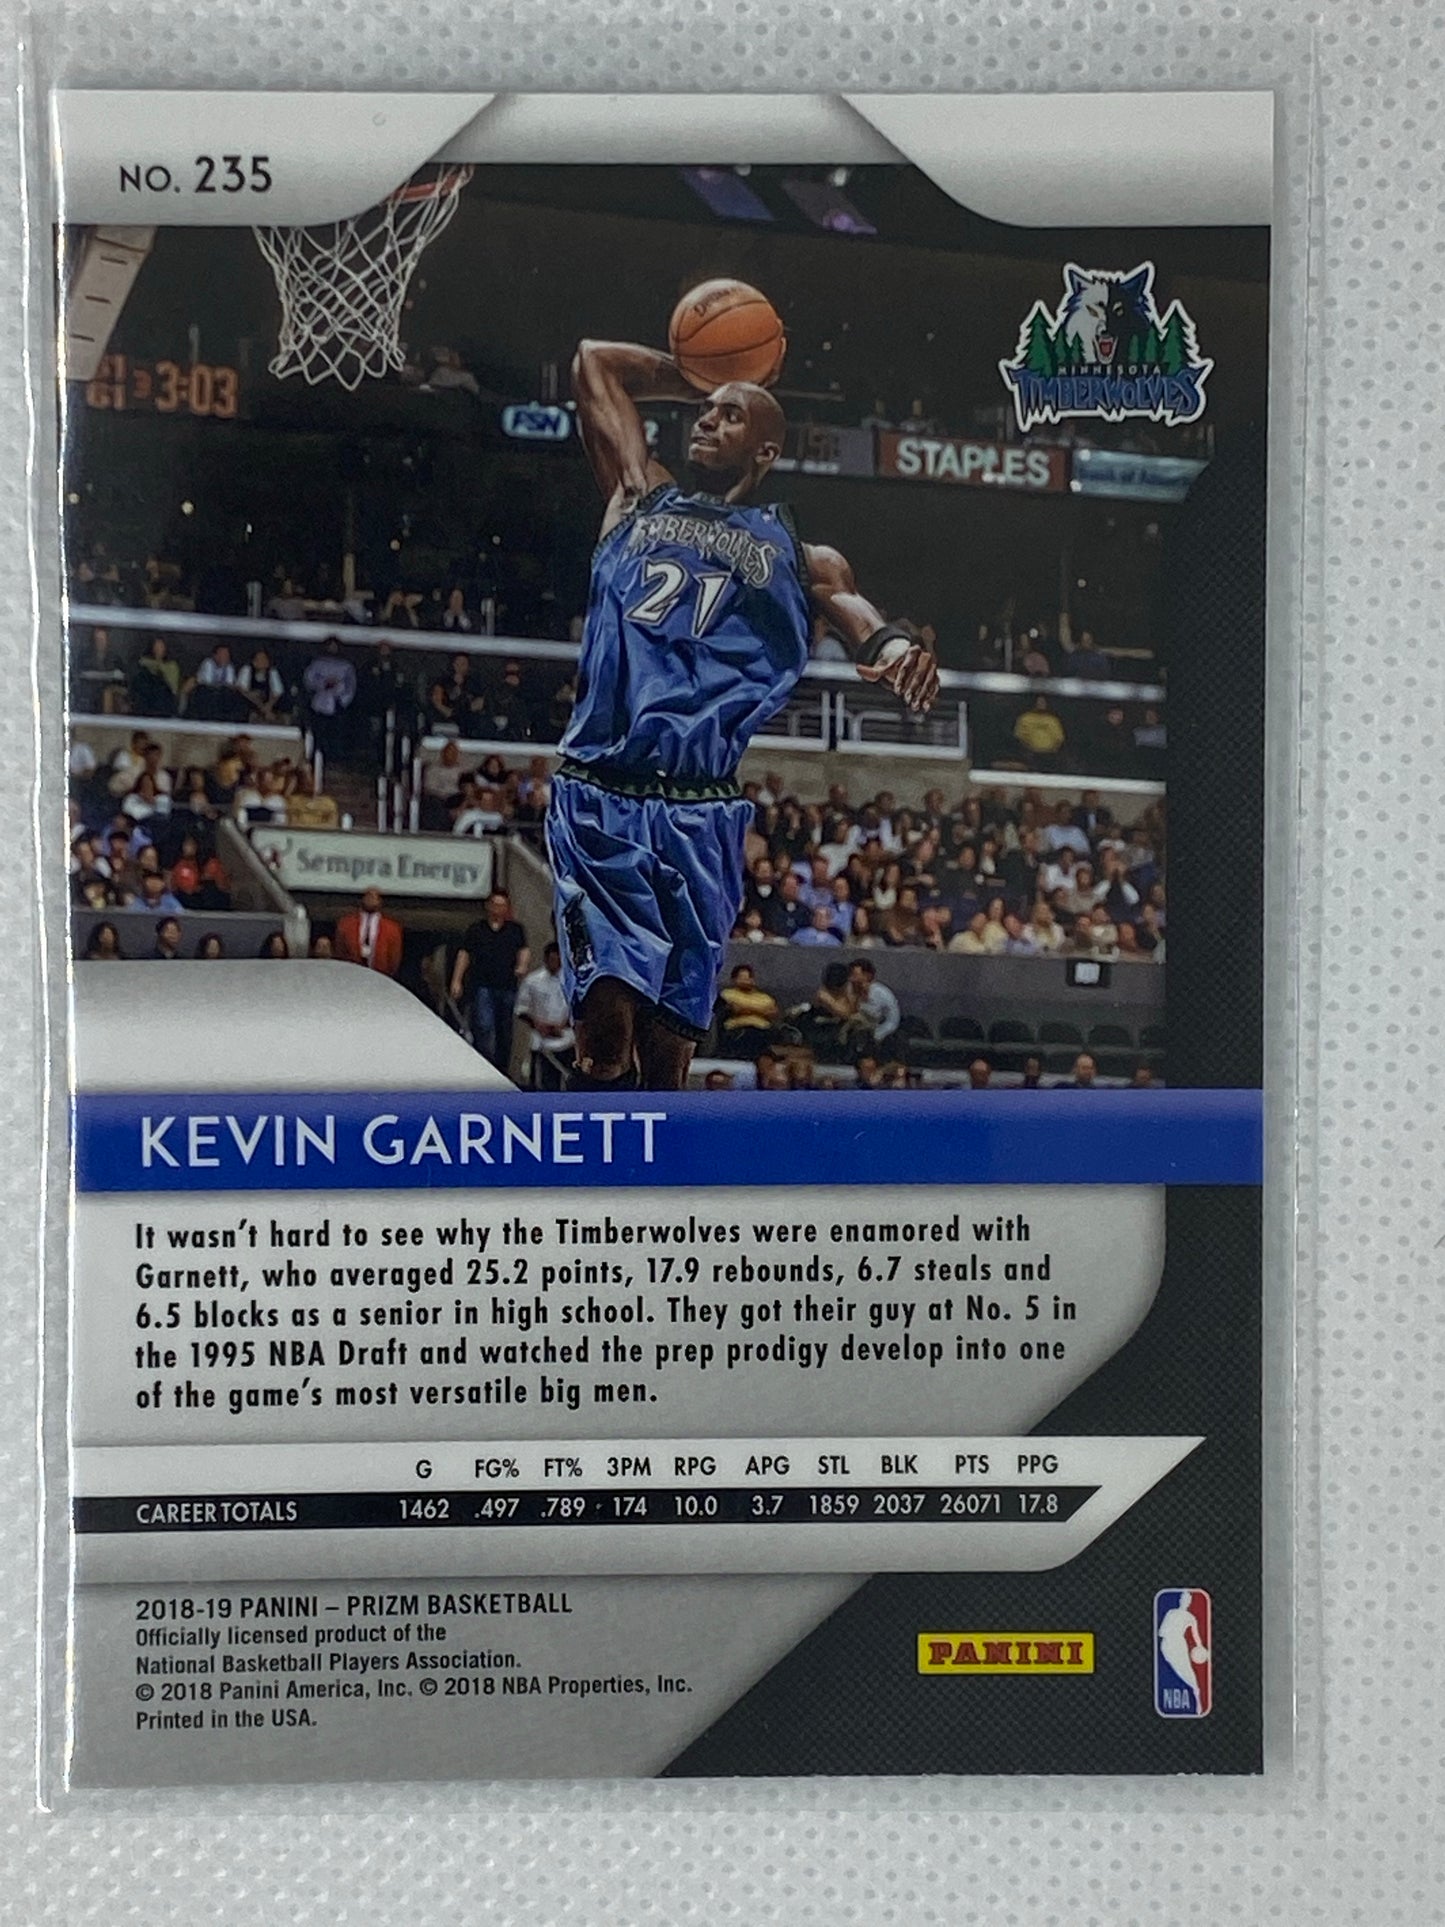 NO. 235
3:03
MINNESOTA
TIMBERWOLVES
FSN
STAPLES
TIMBERWOLVES
21
Sempra Energy
KEVIN GARNETT
It wasn't hard to see why the Timberwolves were enamored with
Garnett, who averaged 25.2 points, 17.9 rebounds, 6.7 steals and
6.5 blocks as a senior in high school. They got their guy at No. 5 in
the 1995 NBA Draft and watched the prep prodigy develop into one
of the game's most versatile big men.
G FG% FT% 3PM RPG APG STL BLK PTS PPG
CAREER TOTALS 1462 .497 .789 174 10.0 3.7 1859 2037 26071 17.8
2018-19 PANINI – PRIZM BASKETBALL
Officially licensed product of the
National Basketball Players Association.
© 2018 Panini America, Inc. © 2018 NBA Properties, Inc.
Printed in the USA.
PANINI
NBA